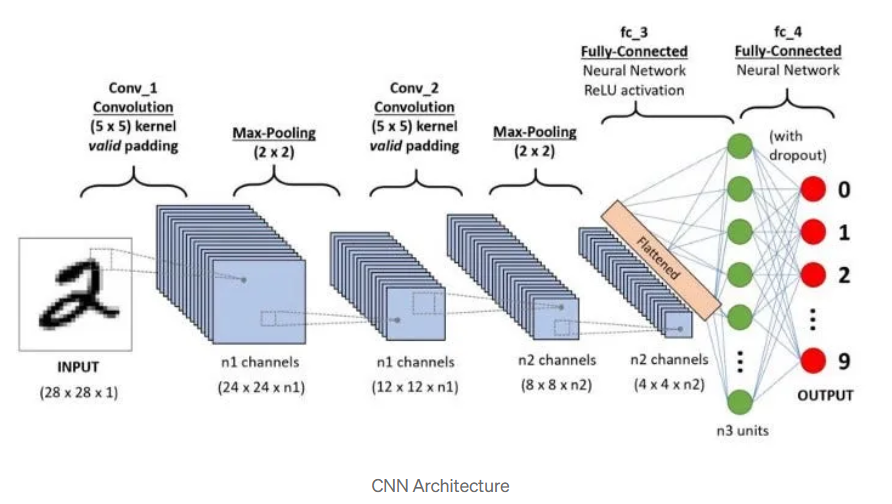 Conv_1
Convolution
(5 x 5) kernel
valid padding
Max-Pooling
(2 x 2)
Conv_2
Convolution
(5 x 5) kernel
valid padding
Max-Pooling
(2 x 2)
fc_3
Fully-Connected
Neural Network
ReLU activation
fc_4
Fully-Connected
Neural Network
(with
dropout)
Flattened
0
1
2
9
OUTPUT
INPUT
(28 x 28 x 1)
n1 channels
(24 x 24 x n1)
n1 channels
(12 x 12 x n1)
n2 channels
(8 x 8 x n2)
n2 channels
(4 x 4 x n2)
n3 units
2
CNN Architecture